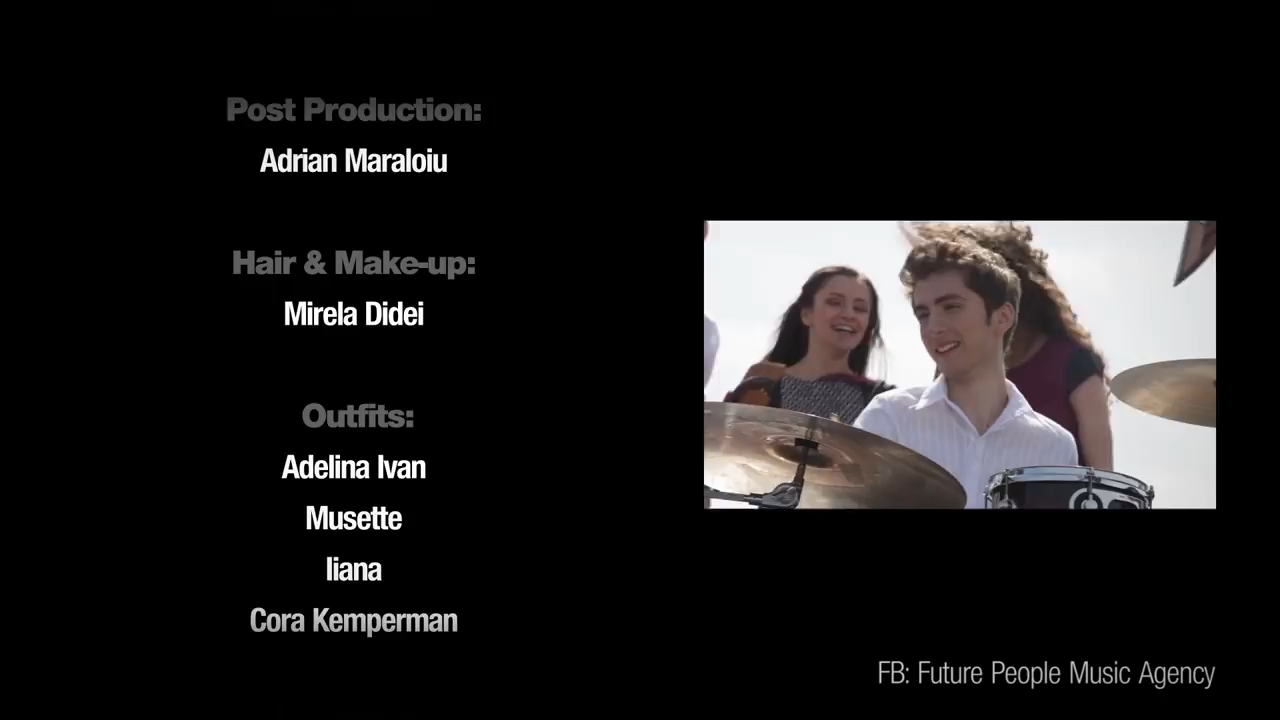 Post Production:
Adrian Maraloiu
Hair & Make-up:
Mirela Didei
Outfits:
Adelina Ivan
Musette
Iiana
Cora Kemperman
FB: Future People Music Agency